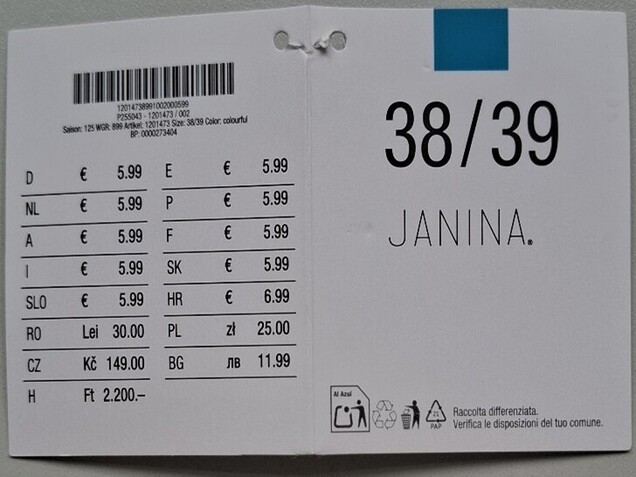 12014738991002000599
P255043 - 1201473 / 002
Saison: 125 WGR: 899 Artikel: 1201473 Size: 38/39 Color: colourful
BP: 0000273404
D € 5.99 E € 5.99
NL € 5.99 P € 5.99
A € 5.99 F € 5.99
I € 5.99 SK € 5.99
SLO € 5.99 HR € 6.99
RO Lei 30.00 PL zł 25.00
CZ Kč 149.00 BG лв 11.99
H Ft 2.200.–
38/39
JANINA®
Al Azul
21
PAP
Raccolta differenziata.
Verifica le disposizioni del tuo comune.